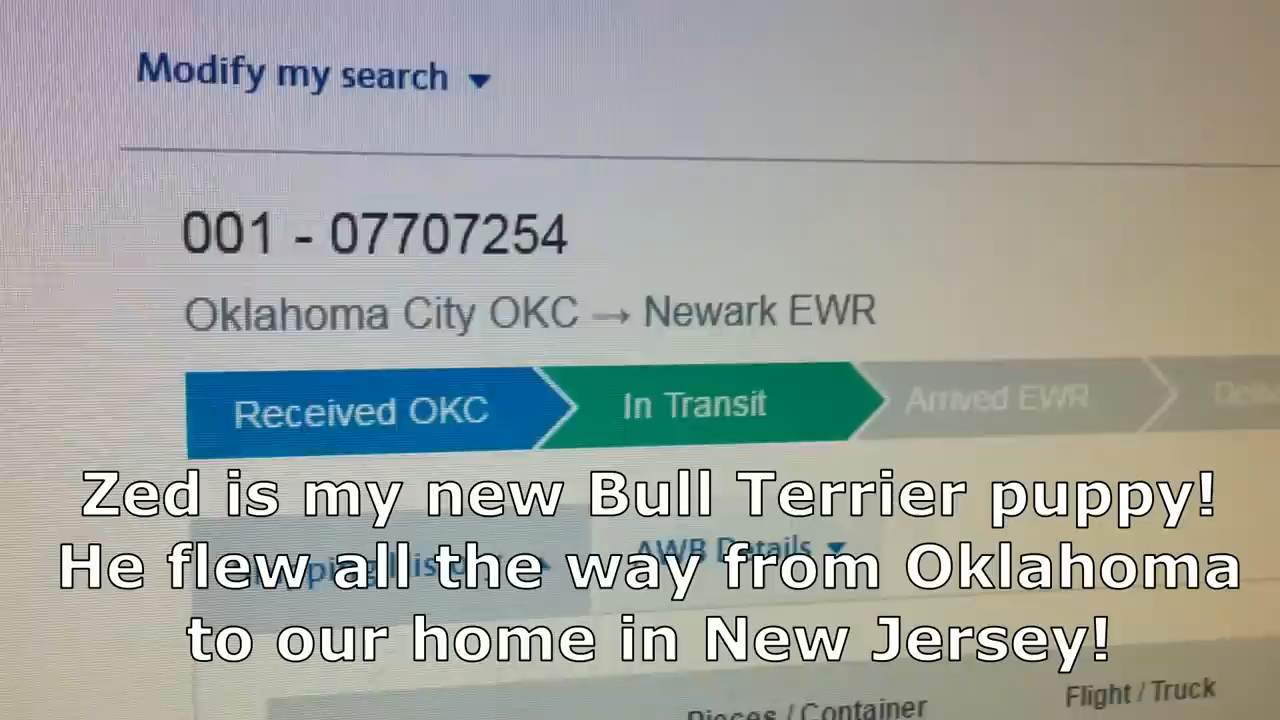 Modify my search
001 - 07707254
Oklahoma City OKC → Newark EWR
Received OKC
In Transit
Arrived EWR
Zed is my new Bull Terrier puppy!
AWB Details
He flew all the way from Oklahoma
to our home in New Jersey!
Flight / Truck
Pieces / Container